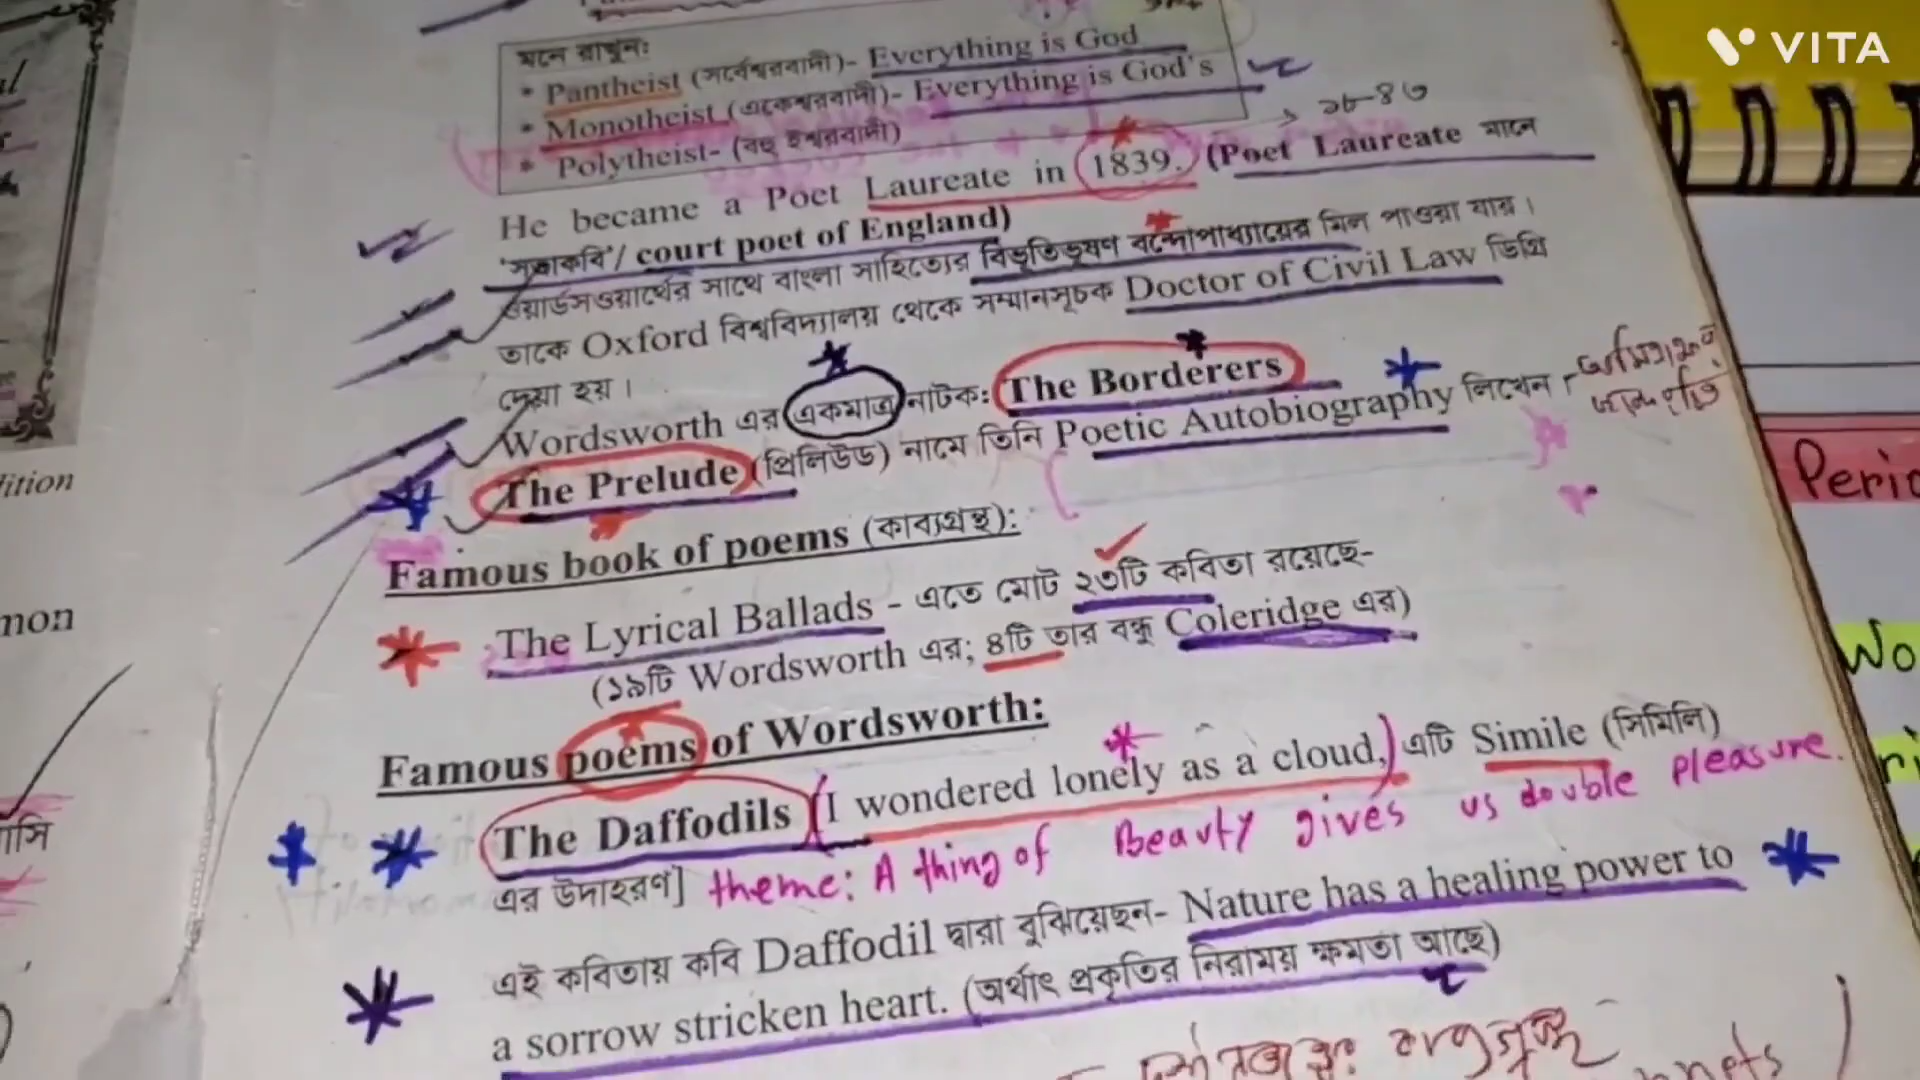 VITA
মনে রাখুন:
• Pantheist (সর্বেশ্বরবাদী)- Everything is God
• Monotheist (একেশ্বরবাদী)- Everything is God's
• Polytheist- (বহু ঈশ্বরবাদী)
He became a Poet Laureate in 1839. (Poet Laureate মানে
'সভাকবি'/ court poet of England)
ওয়ার্ডসওয়ার্থের সাথে বাংলা সাহিত্যের বিভূতিভূষণ বন্দোপাধ্যায়ের মিল পাওয়া যায়।
তাকে Oxford বিশ্ববিদ্যালয় থেকে সম্মানসূচক Doctor of Civil Law ডিগ্রি
দেয়া হয়।
Wordsworth এর একমাত্র নাটক: The Borderers
The Prelude (প্রিলিউড) নামে তিনি Poetic Autobiography লিখেন।
Famous book of poems (কাব্যগ্রন্থ):
The Lyrical Ballads - এতে মোট ২৩টি কবিতা রয়েছে-
(১৯টি Wordsworth এর; ৪টি তার বন্ধু Coleridge এর)
Famous poems of Wordsworth:
The Daffodils (I wondered lonely as a cloud,) এটি Simile (সিমিলি)
এর উদাহরণ] theme: A thing of Beauty gives us double pleasure.
এই কবিতায় কবি Daffodil দ্বারা বুঝিয়েছন- Nature has a healing power to
a sorrow stricken heart. (অর্থাৎ প্রকৃতির নিরাময় ক্ষমতা আছে)
dition
mon
Perio
Wo